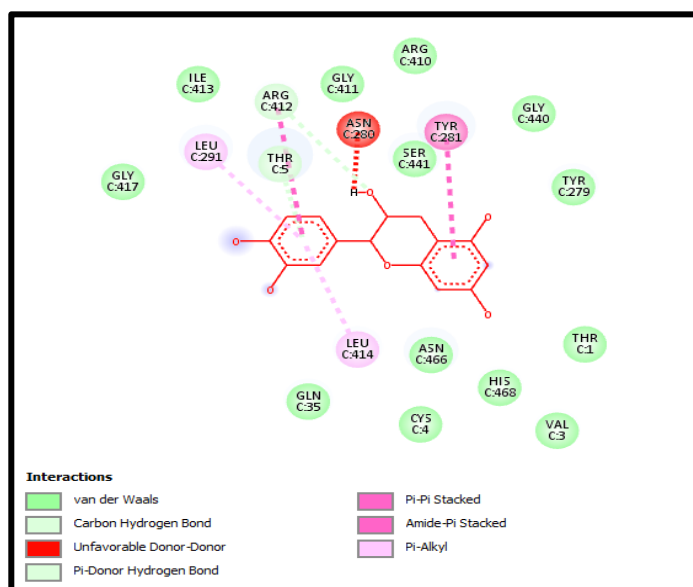 ARG
C:410
ILE
C:413
GLY
C:411
ARG
C:412
GLY
C:440
ASN
C:280
TYR
C:281
LEU
C:291
SER
C:441
THR
C:5
GLY
C:417
TYR
C:279
H
O
O
O
O
O
O
THR
C:1
LEU
C:414
ASN
C:466
HIS
C:468
GLN
C:35
CYS
C:4
VAL
C:3
Interactions
van der Waals
Carbon Hydrogen Bond
Unfavorable Donor-Donor
Pi-Donor Hydrogen Bond
Pi-Pi Stacked
Amide-Pi Stacked
Pi-Alkyl